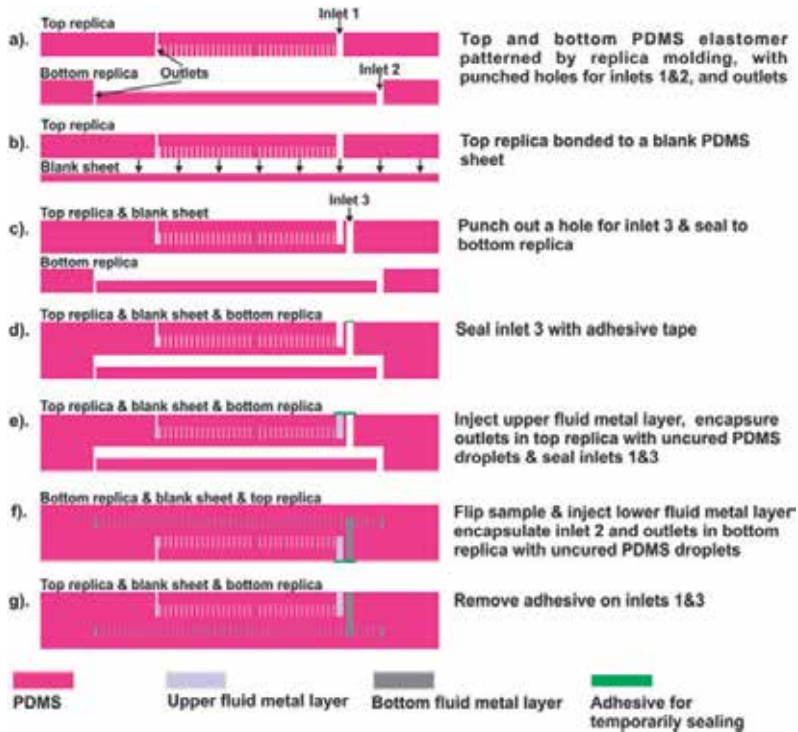 Inlet 1
Top replica
a).
Bottom replica
Outlets
Inlet 2
Top and bottom PDMS elastomer
patterned by replica molding, with
punched holes for inlets 1&2, and outlets
Top replica
b).
Blank sheet
Top replica bonded to a blank PDMS
sheet
Inlet 3
Top replica & blank sheet
c).
Bottom replica
Punch out a hole for inlet 3 & seal to
bottom replica
Top replica & blank sheet & bottom replica
d).
Seal inlet 3 with adhesive tape
Top replica & blank sheet & bottom replica
e).
Inject upper fluid metal layer, encapsure
outlets in top replica with uncured PDMS
droplets & seal inlets 1&3
Bottom replica & blank sheet & top replica
f).
Flip sample & inject lower fluid metal layer
encapsulate inlet 2 and outlets in bottom
replica with uncured PDMS droplets
Top replica & blank sheet & bottom replica
g).
Remove adhesive on inlets 1&3
PDMS
Upper fluid metal layer
Bottom fluid metal layer
Adhesive for
temporarily sealing